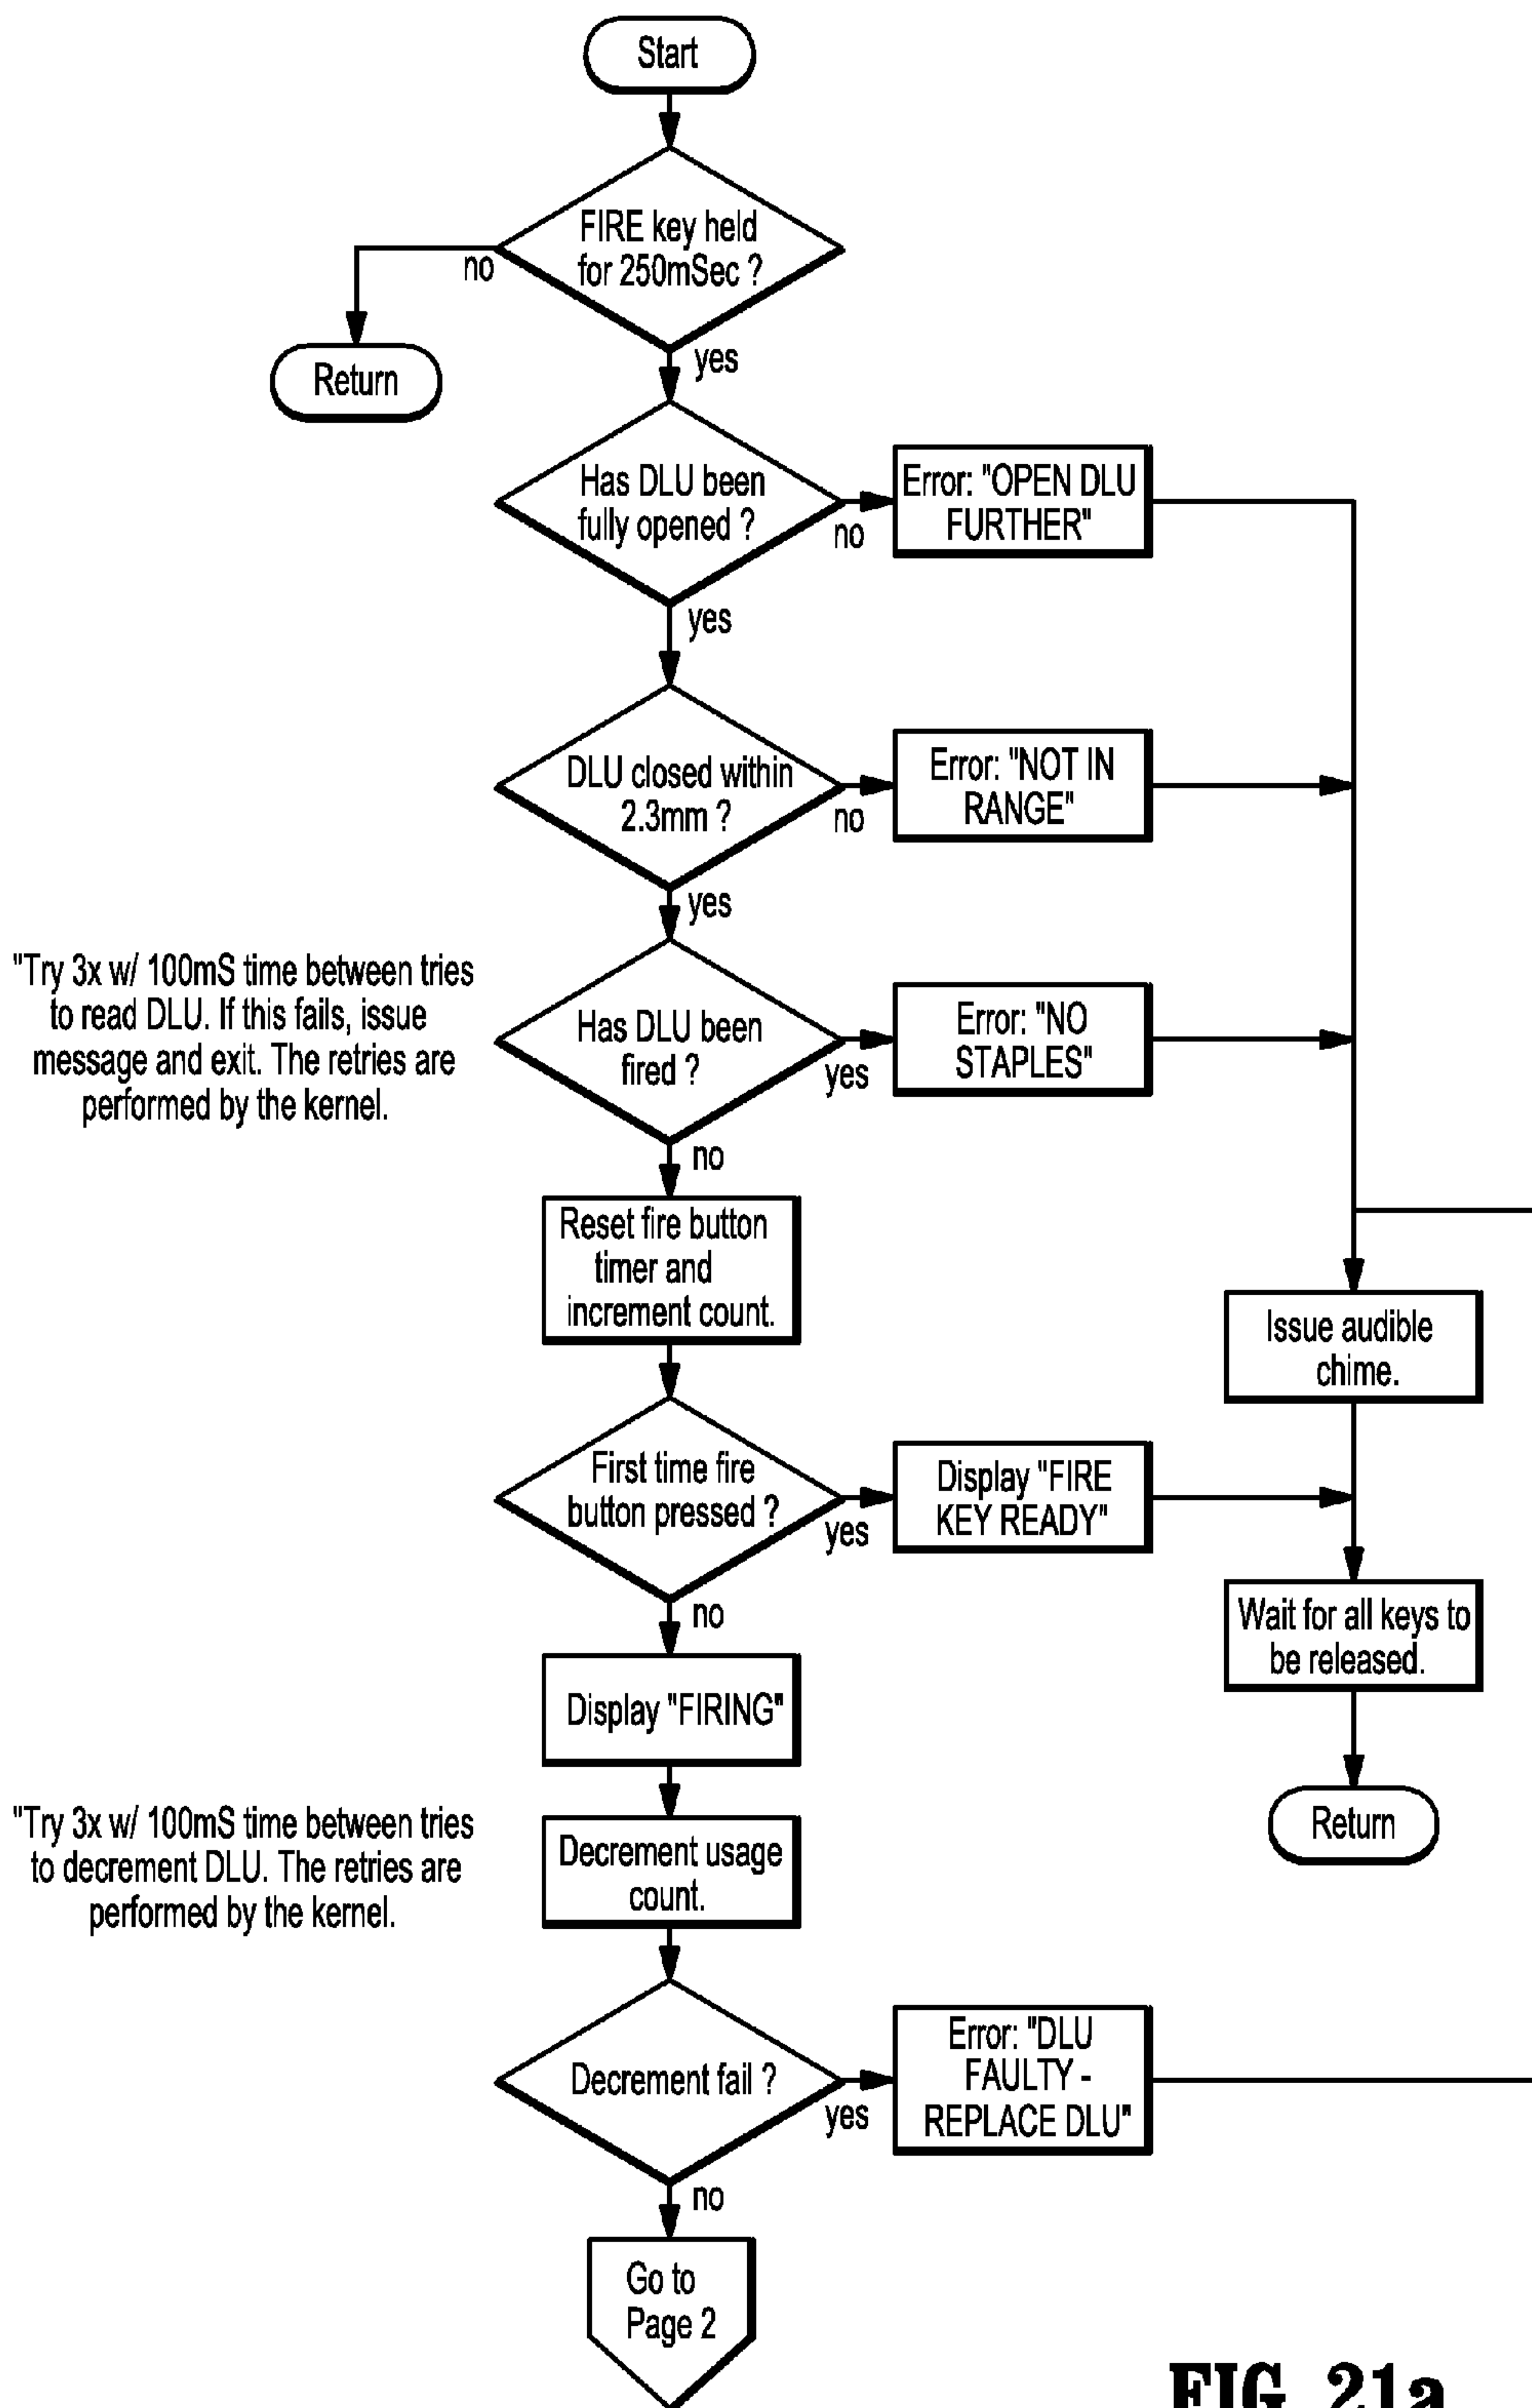 Start
FIRE key held
for 250mSec ?
no
yes
Return
Has DLU been
fully opened ?
no
yes
Error: "OPEN DLU
FURTHER"
DLU closed within
2.3mm ?
no
yes
Error: "NOT IN
RANGE"
"Try 3x w/ 100mS time between tries
to read DLU. If this fails, issue
message and exit. The retries are
performed by the kernel.
Has DLU been
fired ?
yes
no
Error: "NO
STAPLES"
Reset fire button
timer and
increment count.
Issue audible
chime.
First time fire
button pressed ?
yes
no
Display "FIRE
KEY READY"
Wait for all keys to
be released.
Display "FIRING"
Return
"Try 3x w/ 100mS time between tries
to decrement DLU. The retries are
performed by the kernel.
Decrement usage
count.
Decrement fail ?
yes
no
Error: "DLU
FAULTY -
REPLACE DLU"
Go to
Page 2
FIG. 21a